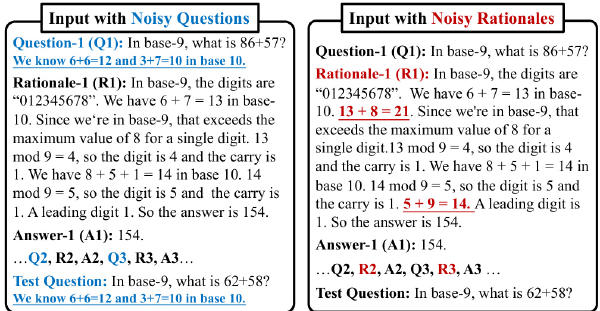 Input with Noisy Questions
Question-1 (Q1): In base-9, what is 86+57?
We know 6+6=12 and 3+7=10 in base 10.
Rationale-1 (R1): In base-9, the digits are
“012345678”. We have 6 + 7 = 13 in base-
10. Since we‘re in base-9, that exceeds the
maximum value of 8 for a single digit. 13
mod 9 = 4, so the digit is 4 and the carry is
1. We have 8 + 5 + 1 = 14 in base 10. 14
mod 9 = 5, so the digit is 5 and the carry is
1. A leading digit 1. So the answer is 154.
Answer-1 (A1): 154.
…Q2, R2, A2, Q3, R3, A3…
Test Question: In base-9, what is 62+58?
We know 6+6=12 and 3+7=10 in base 10.
Input with Noisy Rationales
Question-1 (Q1): In base-9, what is 86+57?
Rationale-1 (R1): In base-9, the digits are
“012345678”. We have 6 + 7 = 13 in base-
10. 13 + 8 = 21. Since we're in base-9, that
exceeds the maximum value of 8 for a
single digit.13 mod 9 = 4, so the digit is 4
and the carry is 1. We have 8 + 5 + 1 = 14 in
base 10. 14 mod 9 = 5, so the digit is 5 and
the carry is 1. 5 + 9 = 14. A leading digit is
1. So the answer is 154.
Answer-1 (A1): 154.
…Q2, R2, A2, Q3, R3, A3 …
Test Question: In base-9, what is 62+58?